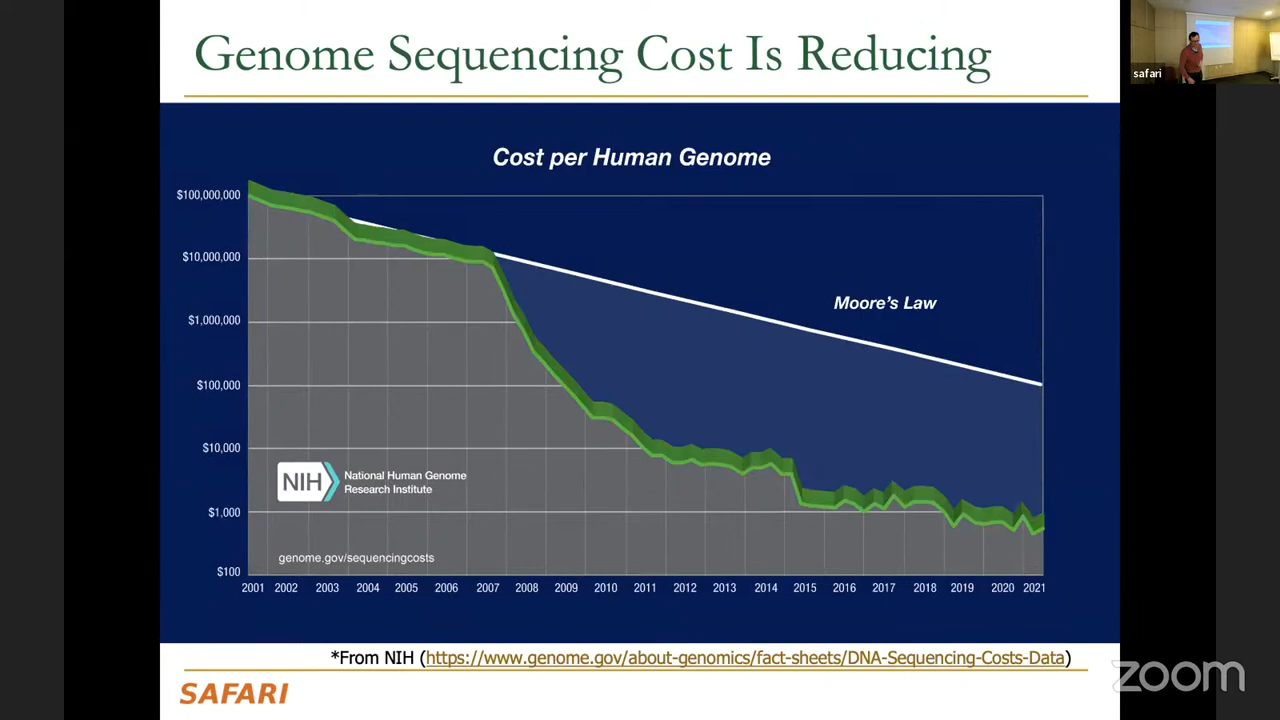 Genome Sequencing Cost Is Reducing
safari
Cost per Human Genome
$100,000,000
$10,000,000
$1,000,000
$100,000
$10,000
$1,000
$100
Moore's Law
NIH
National Human Genome
Research Institute
genome.gov/sequencingcosts
2001 2002 2003 2004 2005 2006 2007 2008 2009 2010 2011 2012 2013 2014 2015 2016 2017 2018 2019 2020 2021
*From NIH (https://www.genome.gov/about-genomics/fact-sheets/DNA-Sequencing-Costs-Data)
SAFARI
zoom